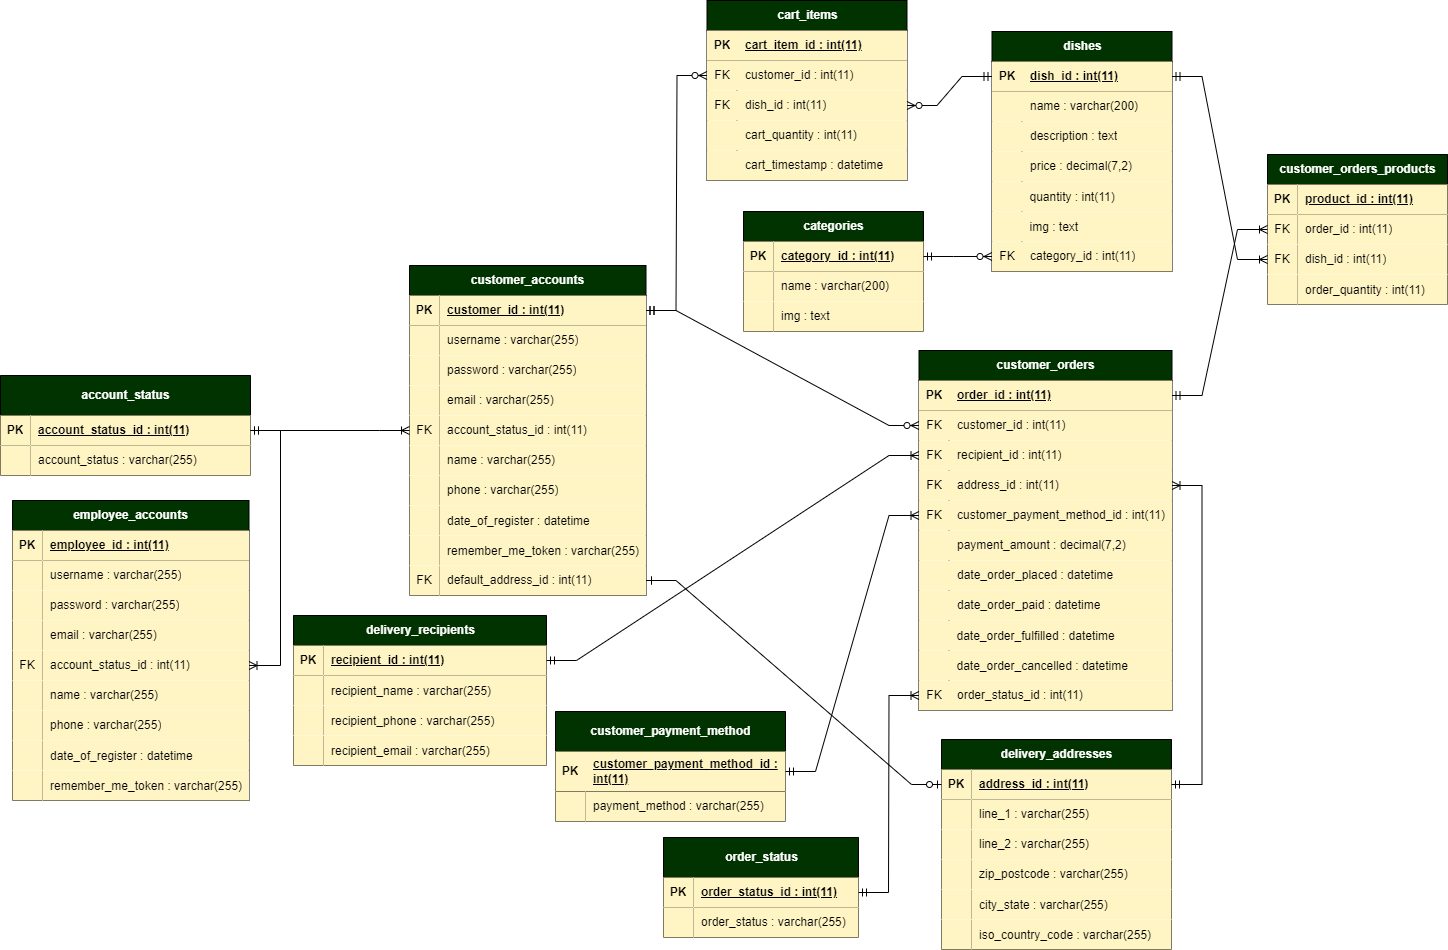 cart_items
PK cart_item_id : int(11)
FK customer_id : int(11)
FK dish_id : int(11)
cart_quantity : int(11)
cart_timestamp : datetime
dishes
PK dish_id : int(11)
name : varchar(200)
description : text
price : decimal(7,2)
quantity : int(11)
img : text
FK category_id : int(11)
customer_orders_products
PK product_id : int(11)
FK order_id : int(11)
FK dish_id : int(11)
order_quantity : int(11)
categories
PK category_id : int(11)
name : varchar(200)
img : text
customer_accounts
PK customer_id : int(11)
username : varchar(255)
password : varchar(255)
email : varchar(255)
FK account_status_id : int(11)
name : varchar(255)
phone : varchar(255)
date_of_register : datetime
remember_me_token : varchar(255)
FK default_address_id : int(11)
customer_orders
PK order_id : int(11)
FK customer_id : int(11)
FK recipient_id : int(11)
FK address_id : int(11)
FK customer_payment_method_id : int(11)
payment_amount : decimal(7,2)
date_order_placed : datetime
date_order_paid : datetime
date_order_fulfilled : datetime
date_order_cancelled : datetime
FK order_status_id : int(11)
account_status
PK account_status_id : int(11)
account_status : varchar(255)
employee_accounts
PK employee_id : int(11)
username : varchar(255)
password : varchar(255)
email : varchar(255)
FK account_status_id : int(11)
name : varchar(255)
phone : varchar(255)
date_of_register : datetime
remember_me_token : varchar(255)
delivery_recipients
PK recipient_id : int(11)
recipient_name : varchar(255)
recipient_phone : varchar(255)
recipient_email : varchar(255)
customer_payment_method
PK customer_payment_method_id :
int(11)
payment_method : varchar(255)
delivery_addresses
PK address_id : int(11)
line_1 : varchar(255)
line_2 : varchar(255)
zip_postcode : varchar(255)
city_state : varchar(255)
iso_country_code : varchar(255)
order_status
PK order_status_id : int(11)
order_status : varchar(255)